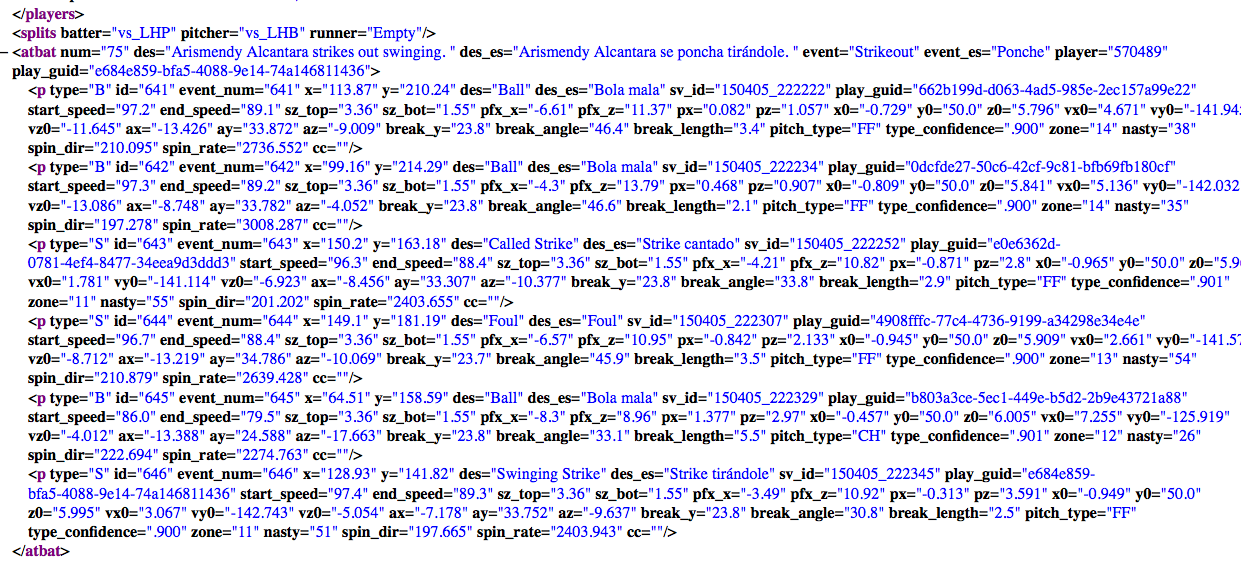 </players>
<splits batter="vs_LHP" pitcher="vs_LHB" runner="Empty"/>
−<atbat num="75" des="Arismendy Alcantara strikes out swinging. " des_es="Arismendy Alcantara se poncha tirándole. " event="Strikeout" event_es="Ponche" player="570489"
play_guid="e684e859-bfa5-4088-9e14-74a146811436">
<p type="B" id="641" event_num="641" x="113.87" y="210.24" des="Ball" des_es="Bola mala" sv_id="150405_222222" play_guid="662b199d-d063-4ad5-985e-2ec157a99e22"
start_speed="97.2" end_speed="89.1" sz_top="3.36" sz_bot="1.55" pfx_x="-6.61" pfx_z="11.37" px="0.082" pz="1.057" x0="-0.729" y0="50.0" z0="5.796" vx0="4.671" vy0="-141.94
vz0="-11.645" ax="-13.426" ay="33.872" az="-9.009" break_y="23.8" break_angle="46.4" break_length="3.4" pitch_type="FF" type_confidence=".900" zone="14" nasty="38"
spin_dir="210.095" spin_rate="2736.552" cc=""/>
<p type="B" id="642" event_num="642" x="99.16" y="214.29" des="Ball" des_es="Bola mala" sv_id="150405_222234" play_guid="0dcfde27-50c6-42cf-9c81-bfb69fb180cf"
start_speed="97.3" end_speed="89.2" sz_top="3.36" sz_bot="1.55" pfx_x="-4.3" pfx_z="13.79" px="0.468" pz="0.907" x0="-0.809" y0="50.0" z0="5.841" vx0="5.136" vy0="-142.032
vz0="-13.086" ax="-8.748" ay="33.782" az="-4.052" break_y="23.8" break_angle="46.6" break_length="2.1" pitch_type="FF" type_confidence=".900" zone="14" nasty="35"
spin_dir="197.278" spin_rate="3008.287" cc=""/>
<p type="S" id="643" event_num="643" x="150.2" y="163.18" des="Called Strike" des_es="Strike cantado" sv_id="150405_222252" play_guid="e0e6362d-
0781-4ef4-8477-34eea9d3ddd3" start_speed="96.3" end_speed="88.4" sz_top="3.36" sz_bot="1.55" pfx_x="-4.21" pfx_z="10.82" px="-0.871" pz="2.8" x0="-0.965" y0="50.0" z0="5.9
vx0="1.781" vy0="-141.114" vz0="-6.923" ax="-8.456" ay="33.307" az="-10.377" break_y="23.8" break_angle="33.8" break_length="2.9" pitch_type="FF" type_confidence=".901"
zone="11" nasty="55" spin_dir="201.202" spin_rate="2403.655" cc=""/>
<p type="S" id="644" event_num="644" x="149.1" y="181.19" des="Foul" des_es="Foul" sv_id="150405_222307" play_guid="4908fffc-77c4-4736-9199-a34298e34e4e"
start_speed="96.7" end_speed="88.4" sz_top="3.36" sz_bot="1.55" pfx_x="-6.57" pfx_z="10.95" px="-0.842" pz="2.133" x0="-0.945" y0="50.0" z0="5.909" vx0="2.661" vy0="-141.57
vz0="-8.712" ax="-13.219" ay="34.786" az="-10.069" break_y="23.7" break_angle="45.9" break_length="3.5" pitch_type="FF" type_confidence=".900" zone="13" nasty="54"
spin_dir="210.879" spin_rate="2639.428" cc=""/>
<p type="B" id="645" event_num="645" x="64.51" y="158.59" des="Ball" des_es="Bola mala" sv_id="150405_222329" play_guid="b803a3ce-5ec1-449e-b5d2-2b9e43721a88"
start_speed="86.0" end_speed="79.5" sz_top="3.36" sz_bot="1.55" pfx_x="-8.3" pfx_z="8.96" px="1.377" pz="2.97" x0="-0.457" y0="50.0" z0="6.005" vx0="7.255" vy0="-125.919"
vz0="-4.012" ax="-13.388" ay="24.588" az="-17.663" break_y="23.8" break_angle="33.1" break_length="5.5" pitch_type="CH" type_confidence=".901" zone="12" nasty="26"
spin_dir="222.694" spin_rate="2274.763" cc=""/>
<p type="S" id="646" event_num="646" x="128.93" y="141.82" des="Swinging Strike" des_es="Strike tirándole" sv_id="150405_222345" play_guid="e684e859-
bfa5-4088-9e14-74a146811436" start_speed="97.4" end_speed="89.3" sz_top="3.36" sz_bot="1.55" pfx_x="-3.49" pfx_z="10.92" px="-0.313" pz="3.591" x0="-0.949" y0="50.0"
z0="5.995" vx0="3.067" vy0="-142.743" vz0="-5.054" ax="-7.178" ay="33.752" az="-9.637" break_y="23.8" break_angle="30.8" break_length="2.5" pitch_type="FF"
type_confidence=".900" zone="11" nasty="51" spin_dir="197.665" spin_rate="2403.943" cc=""/>
</atbat>